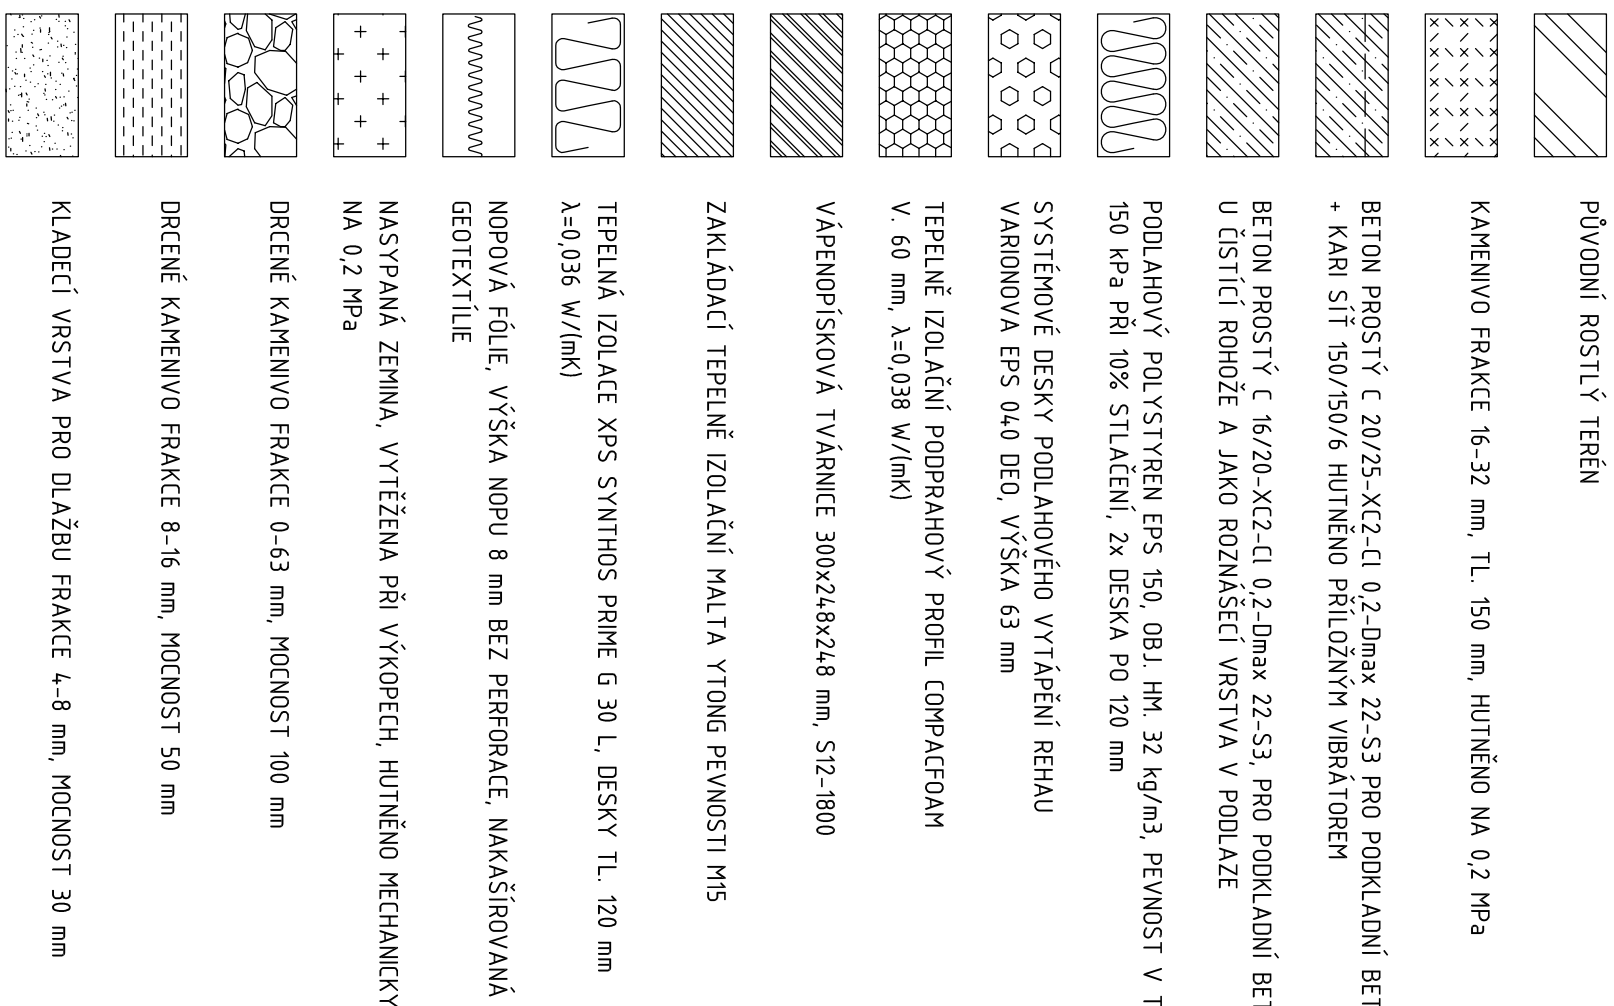 PŮVODNÍ ROSTLÝ TERÉN
KAMENIVO FRAKCE 16-32 mm, TL. 150 mm, HUTNĚNO NA 0,2 MPa
BETON PROSTÝ C 20/25-XC2-Cl 0,2-Dmax 22-S3 PRO PODKLADNÍ BET
+ KARI SÍŤ 150/150/6 HUTNĚNO PŘÍLOŽNÝM VIBRÁTOREM
BETON PROSTÝ C 16/20-XC2-Cl 0,2-Dmax 22-S3, PRO PODKLADNÍ BET
U ČISTÍCÍ ROHOŽE A JAKO ROZNÁŠECÍ VRSTVA V PODLAZE
PODLAHOVÝ POLYSTYREN EPS 150, OBJ. HM. 32 kg/m3, PEVNOST V T
150 kPa PŘI 10% STLAČENÍ, 2x DESKA PO 120 mm
SYSTÉMOVÉ DESKY PODLAHOVÉHO VYTÁPĚNÍ REHAU
VARIONOVA EPS 040 DEO, VÝŠKA 63 mm
TEPELNĚ IZOLAČNÍ PODPRAHOVÝ PROFIL COMPACFOAM
V. 60 mm, λ=0,038 W/(mK)
VÁPENOPÍSKOVÁ TVÁRNICE 300x248x248 mm, S12-1800
ZAKLÁDACÍ TEPELNĚ IZOLAČNÍ MALTA YTONG PEVNOSTI M15
TEPELNÁ IZOLACE XPS SYNTHOS PRIME G 30 L, DESKY TL. 120 mm
λ=0,036 W/(mK)
NOPOVÁ FÓLIE, VÝŠKA NOPU 8 mm BEZ PERFORACE, NAKAŠÍROVANÁ
GEOTEXTÍLIE
NASYPANÁ ZEMINA, VYTĚŽENA PŘI VÝKOPECH, HUTNĚNO MECHANICKY
NA 0,2 MPa
DRCENÉ KAMENIVO FRAKCE 0-63 mm, MOCNOST 100 mm
DRCENÉ KAMENIVO FRAKCE 8-16 mm, MOCNOST 50 mm
KLADECÍ VRSTVA PRO DLAŽBU FRAKCE 4-8 mm, MOCNOST 30 mm